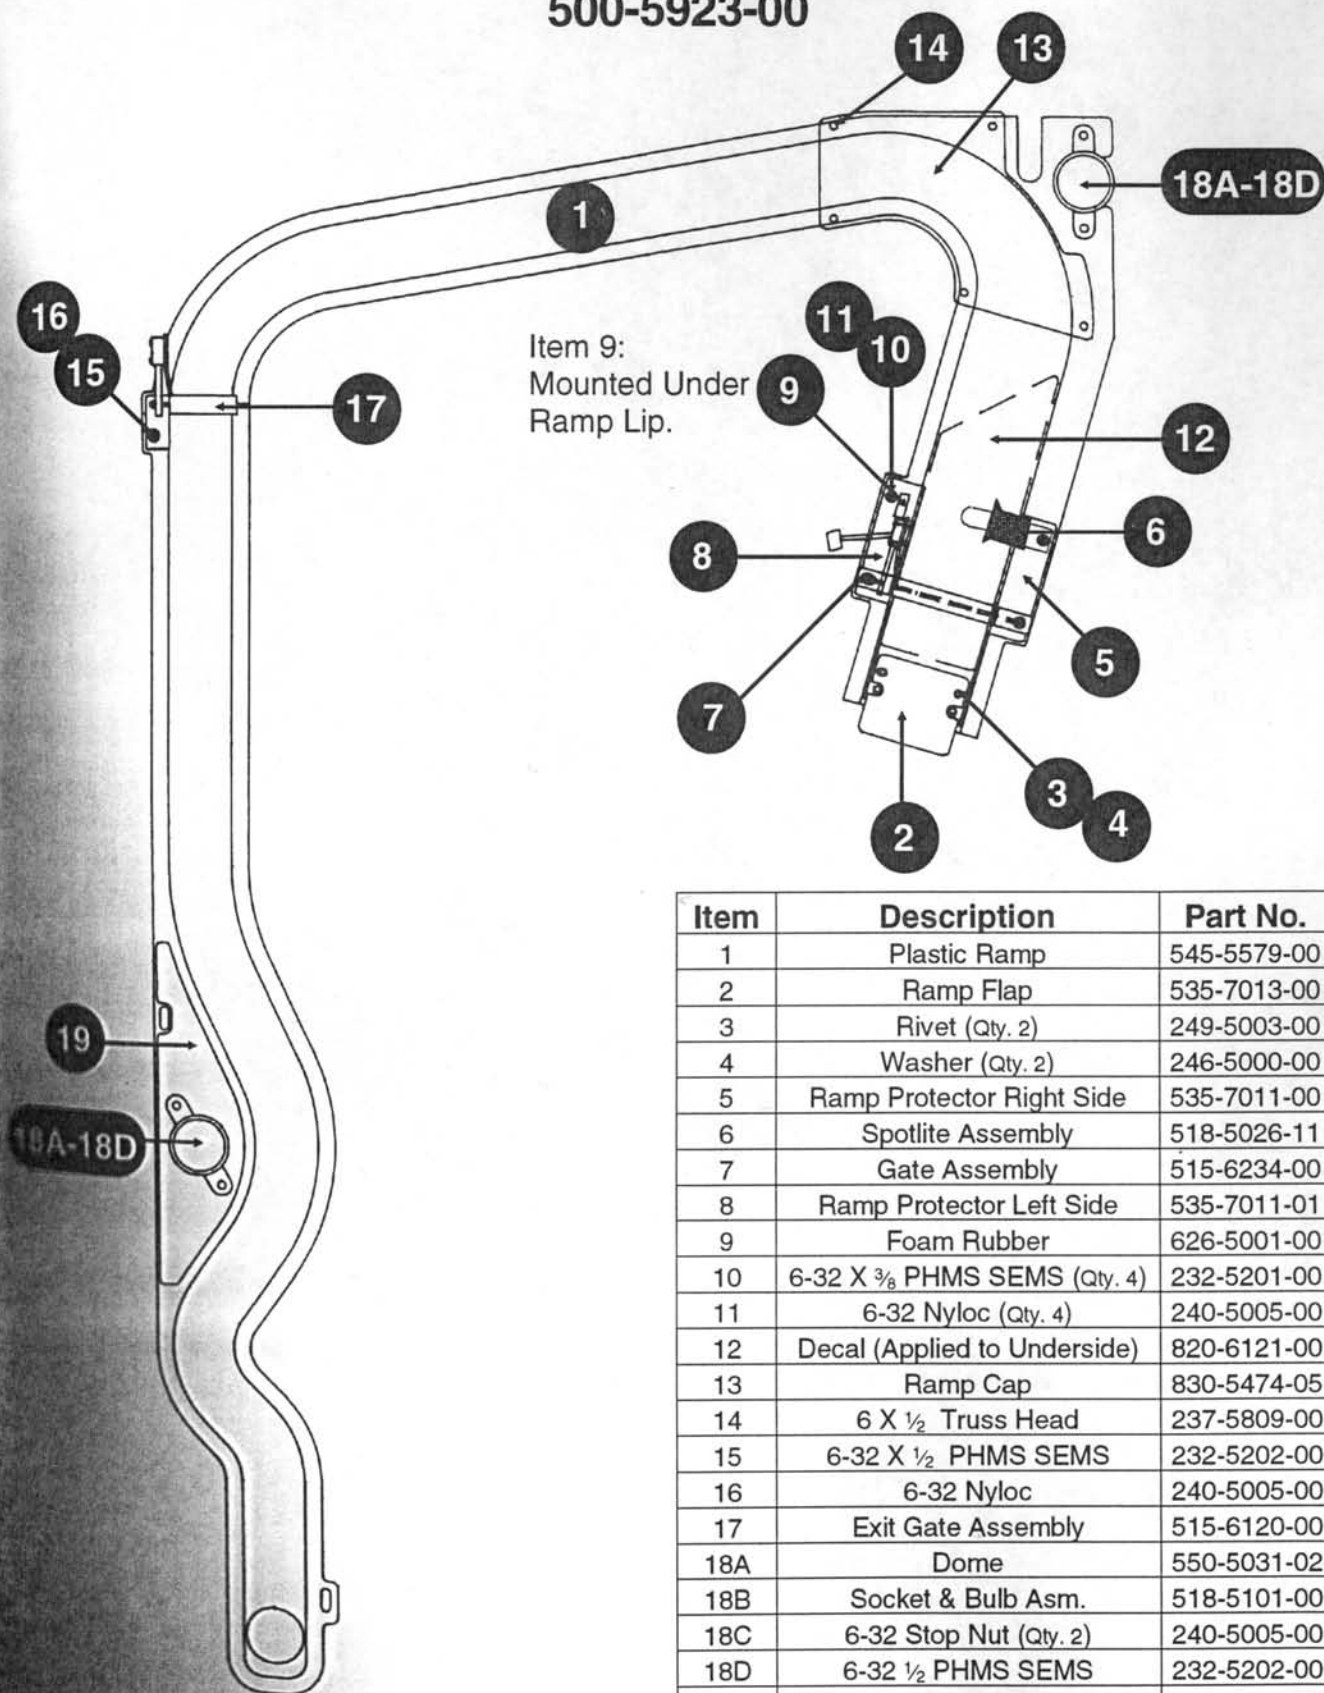 500-5923-00
14
13
18A-18D
1
16
15
17
Item 9:
Mounted Under
Ramp Lip.
11
10
9
12
8
6
5
7
3
4
2
19
18A-18D
Item Description Part No.
1 Plastic Ramp 545-5579-00
2 Ramp Flap 535-7013-00
3 Rivet (Qty. 2) 249-5003-00
4 Washer (Qty. 2) 246-5000-00
5 Ramp Protector Right Side 535-7011-00
6 Spotlite Assembly 518-5026-11
7 Gate Assembly 515-6234-00
8 Ramp Protector Left Side 535-7011-01
9 Foam Rubber 626-5001-00
10 6-32 X ⅜ PHMS SEMS (Qty. 4) 232-5201-00
11 6-32 Nyloc (Qty. 4) 240-5005-00
12 Decal (Applied to Underside) 820-6121-00
13 Ramp Cap 830-5474-05
14 6 X ½ Truss Head 237-5809-00
15 6-32 X ½ PHMS SEMS 232-5202-00
16 6-32 Nyloc 240-5005-00
17 Exit Gate Assembly 515-6120-00
18A Dome 550-5031-02
18B Socket & Bulb Asm. 518-5101-00
18C 6-32 Stop Nut (Qty. 2) 240-5005-00
18D 6-32 ½ PHMS SEMS 232-5202-00